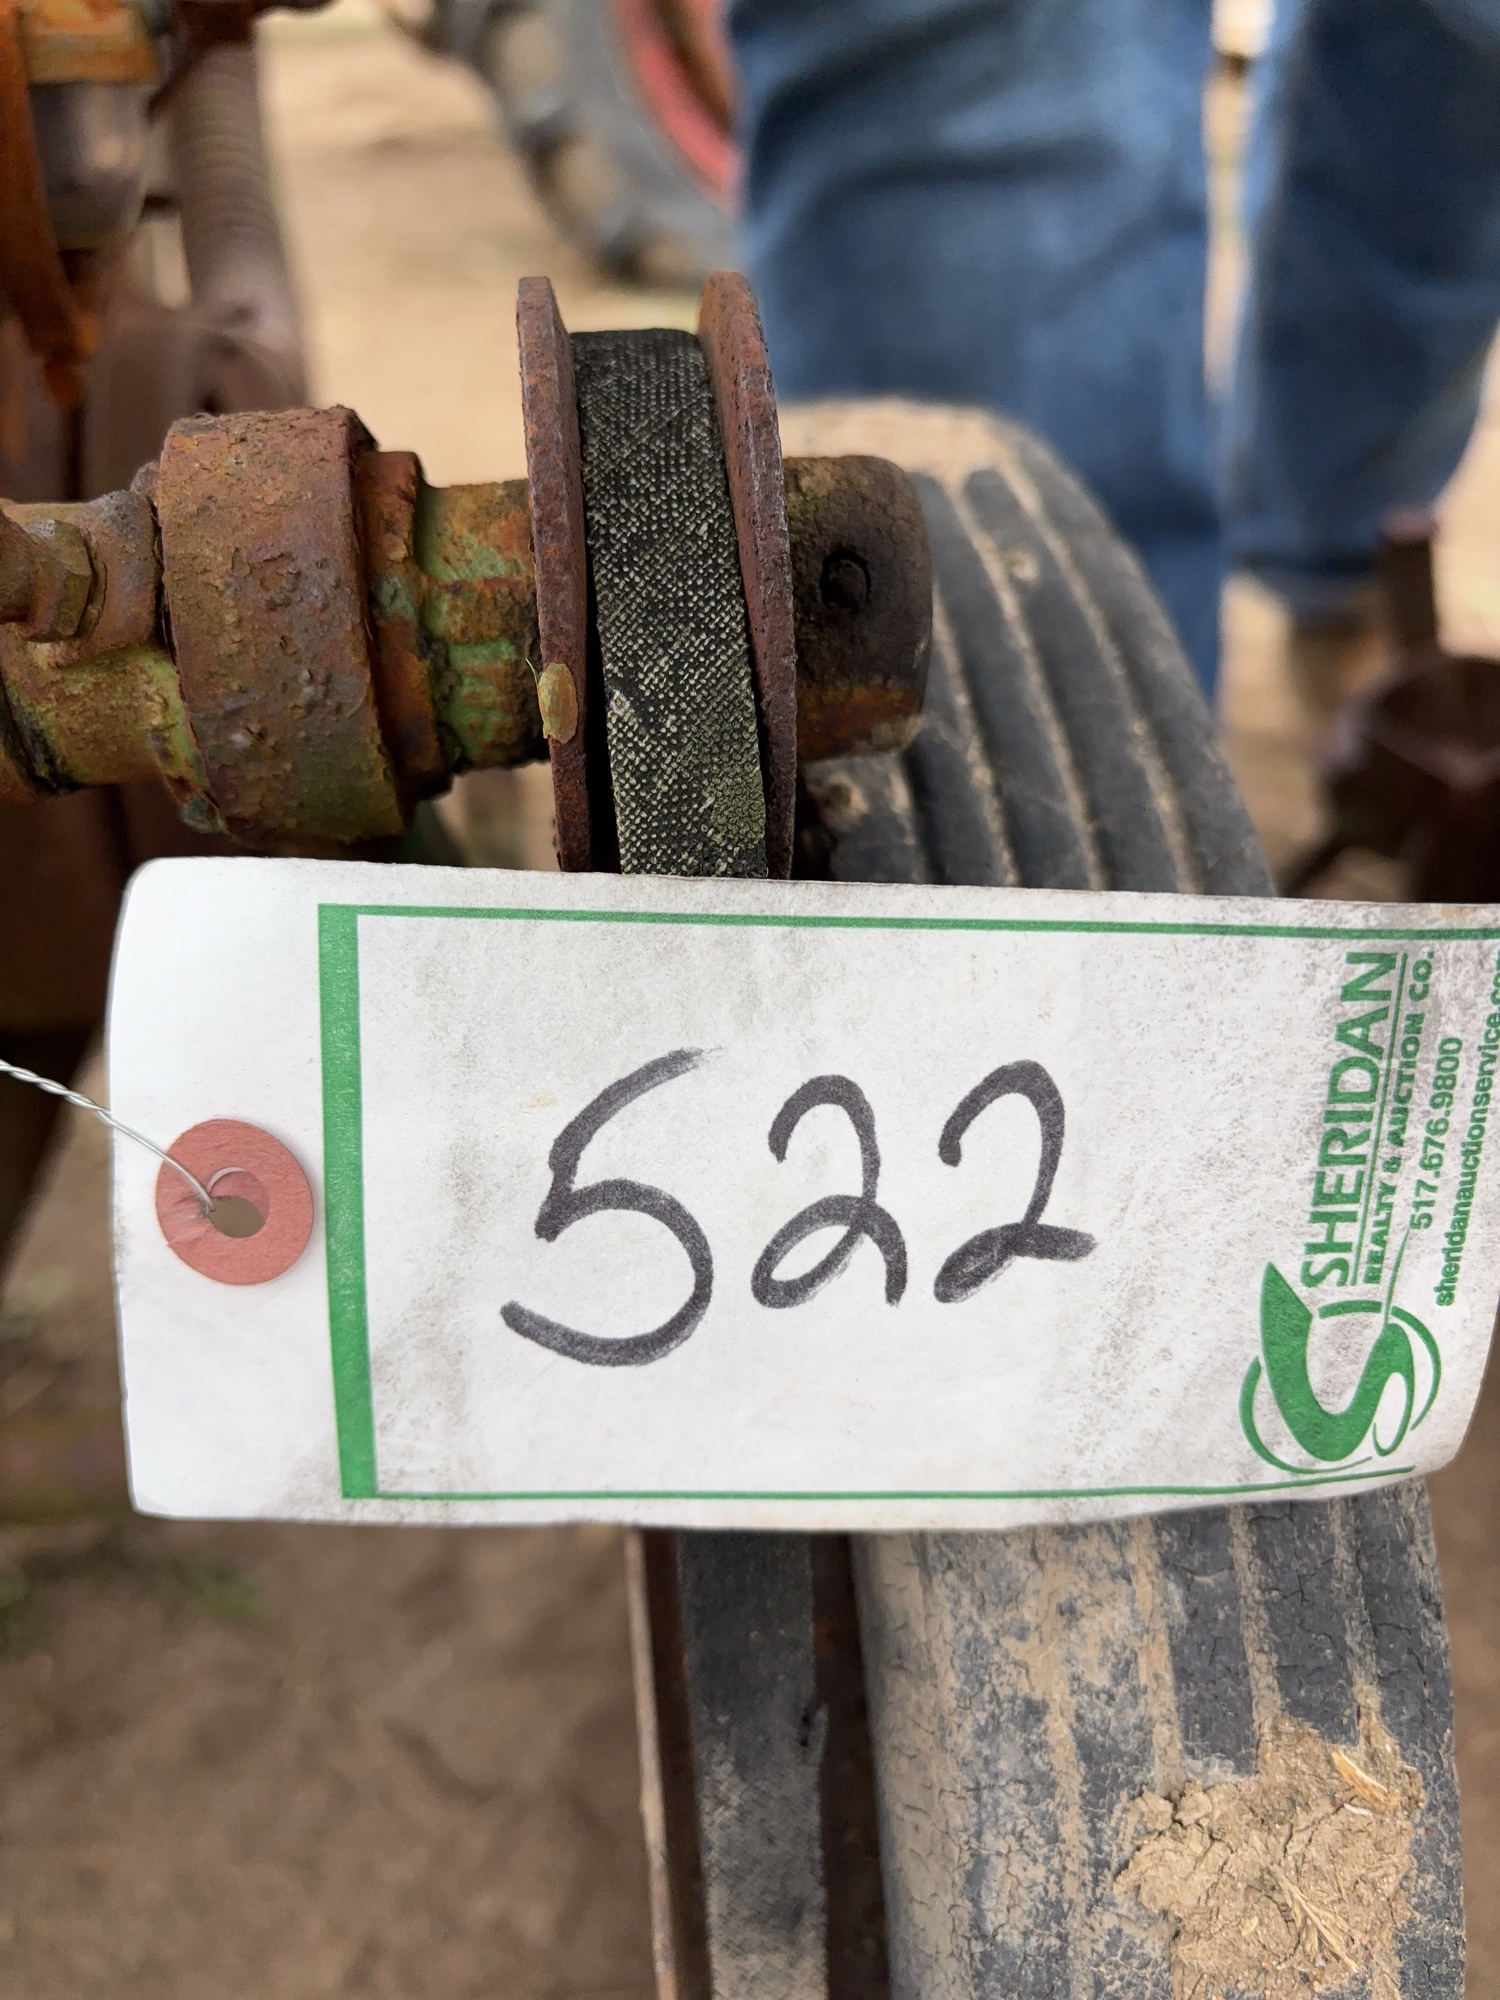 522
SHERIDAN
REALTY & AUCTION CO.
517.676.9800
sheridanauctionservice.com